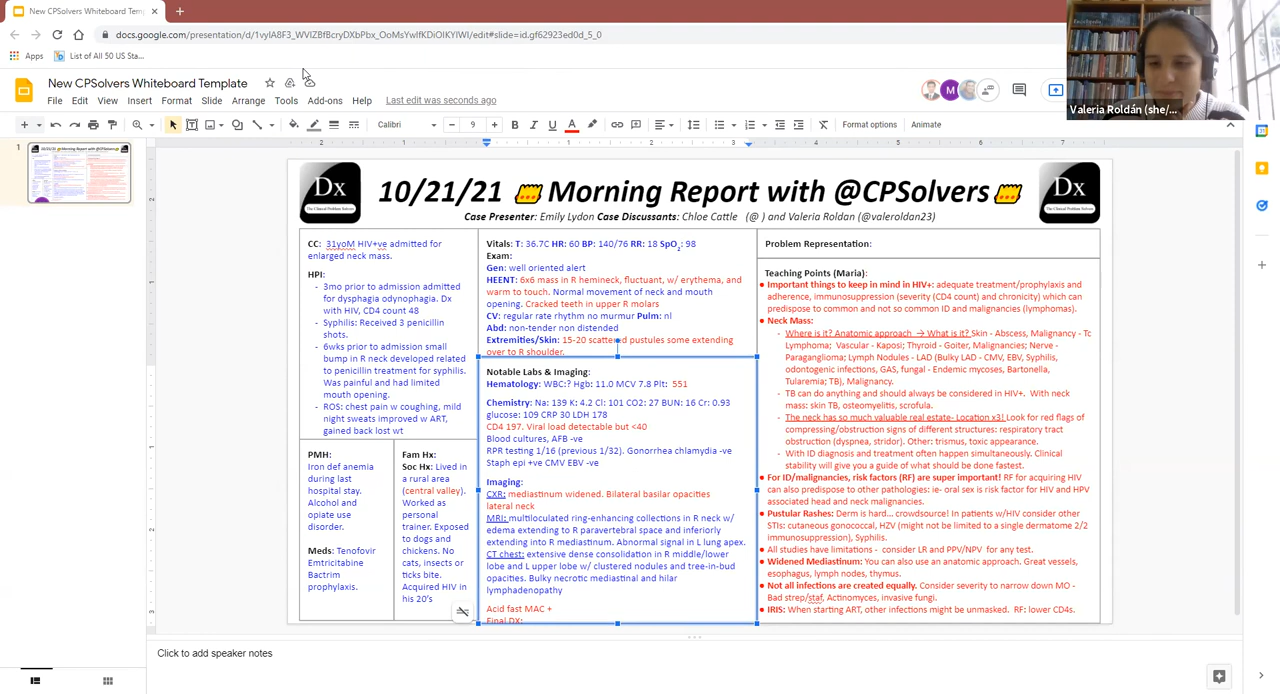 New CPSolvers Whiteboard Temp
docs.google.com/presentation/d/1vylA8F3_WVIZBfBcryDXbPbx_OoMsYwIfKDiOIKYIWI/edit#slide=id.gf62923ed0d_5_0
Apps List of All 50 US Sta...
New CPSolvers Whiteboard Template
File Edit View Insert Format Slide Arrange Tools Add-ons Help Last edit was seconds ago
M
Valeria Roldán (she/...
Calibri 9 B I U A Format options Animate
1
Dx
The Clinical Problem Solvers
10/21/21 Morning Report with @CPSolvers
Dx
The Clinical Problem Solvers
Case Presenter: Emily Lydon Case Discussants: Chloe Cattle (@ ) and Valeria Roldan (@valeroldan23)
CC: 31yoM HIV+ve admitted for
enlarged neck mass.
HPI:
- 3mo prior to admission admitted
for dysphagia odynophagia. Dx
with HIV, CD4 count 48
- Syphilis: Received 3 penicillin
shots.
- 6wks prior to admission small
bump in R neck developed related
to penicillin treatment for syphilis.
Was painful and had limited
mouth opening.
- ROS: chest pain w coughing, mild
night sweats improved w ART,
gained back lost wt
PMH:
Iron def anemia
during last
hospital stay.
Alcohol and
opiate use
disorder.
Meds: Tenofovir
Emtricitabine
Bactrim
prophylaxis.
Fam Hx:
Soc Hx: Lived in
a rural area
(central valley).
Worked as
personal
trainer. Exposed
to dogs and
chickens. No
cats, insects or
ticks bite.
Acquired HIV in
his 20's
Vitals: T: 36.7C HR: 60 BP: 140/76 RR: 18 SpO2: 98
Exam:
Gen: well oriented alert
HEENT: 6x6 mass in R hemineck, fluctuant, w/ erythema, and
warm to touch. Normal movement of neck and mouth
opening. Cracked teeth in upper R molars
CV: regular rate rhythm no murmur Pulm: nl
Abd: non-tender non distended
Extremities/Skin: 15-20 scattered pustules some extending
over to R shoulder.
Notable Labs & Imaging:
Hematology: WBC:? Hgb: 11.0 MCV 7.8 Plt: 551
Chemistry: Na: 139 K: 4.2 Cl: 101 CO2: 27 BUN: 16 Cr: 0.93
glucose: 109 CRP 30 LDH 178
CD4 197. Viral load detectable but <40
Blood cultures, AFB -ve
RPR testing 1/16 (previous 1/32). Gonorrhea chlamydia -ve
Staph epi +ve CMV EBV -ve
Imaging:
CXR: mediastinum widened. Bilateral basilar opacities
lateral neck
MRI: multloculated ring-enhancing collections in R neck w/
edema extending to R paravertebral space and inferiorly
extending into R mediastinum. Abnormal signal in L lung apex.
CT chest: extensive dense consolidation in R middle/lower
lobe and L upper lobe w/ clustered nodules and tree-in-bud
opacities. Bulky necrotic mediastinal and hilar
lymphadenopathy
Acid fast MAC +
Final DX:
Problem Representation:
Teaching Points (Maria):
● Important things to keep in mind in HIV+: adequate treatment/prophylaxis and
adherence, immunosuppression (severity (CD4 count) and chronicity) which can
predispose to common and not so common ID and malignancies (lymphomas).
● Neck Mass:
- Where is it? Anatomic approach → What is it? Skin - Abscess, Malignancy - Tc
Lymphoma; Vascular - Kaposi; Thyroid - Goiter, Malignancies; Nerve -
Paraganglioma; Lymph Nodes - LAD (Bulky LAD - CMV, EBV, Syphilis,
odontogenic infections, GAS, fungal - Endemic mycoses, Bartonella,
Tularemia; TB), Malignancy.
- TB can do anything and should always be considered in HIV+. With neck
mass: skin TB, osteomyelitis, scrofula.
- The neck has so much valuable real estate- Location x3! Look for red flags of
compressing/obstruction signs of different structures: respiratory tract
obstruction (dyspnea, stridor). Other: trismus, toxic appearance.
- With ID diagnosis and treatment often happen simultaneously. Clinical
stability will give you a guide of what should be done fastest.
● For ID/malignancies, risk factors (RF) are super important! RF for acquiring HIV
can also predispose to other pathologies: ie- oral sex is risk factor for HIV and HPV
associated head and neck malignancies.
● Pustular Rashes: Derm is hard... crowdsource! In patients w/HIV consider other
STIs: cutaneous gonococcal, HZV (might not be limited to a single dermatome 2/2
immunosuppression), Syphilis.
● All studies have limitations - consider LR and PPV/NPV for any test.
● Widened Mediastinum: You can also use an anatomic approach. Great vessels,
esophagus, lymph nodes, thymus.
● Not all infections are created equally. Consider severity to narrow down MO -
Bad strep/staf, Actinomyces, invasive fungi.
● IRIS: When starting ART, other infections might be unmasked. RF: lower CD4s.
Click to add speaker notes